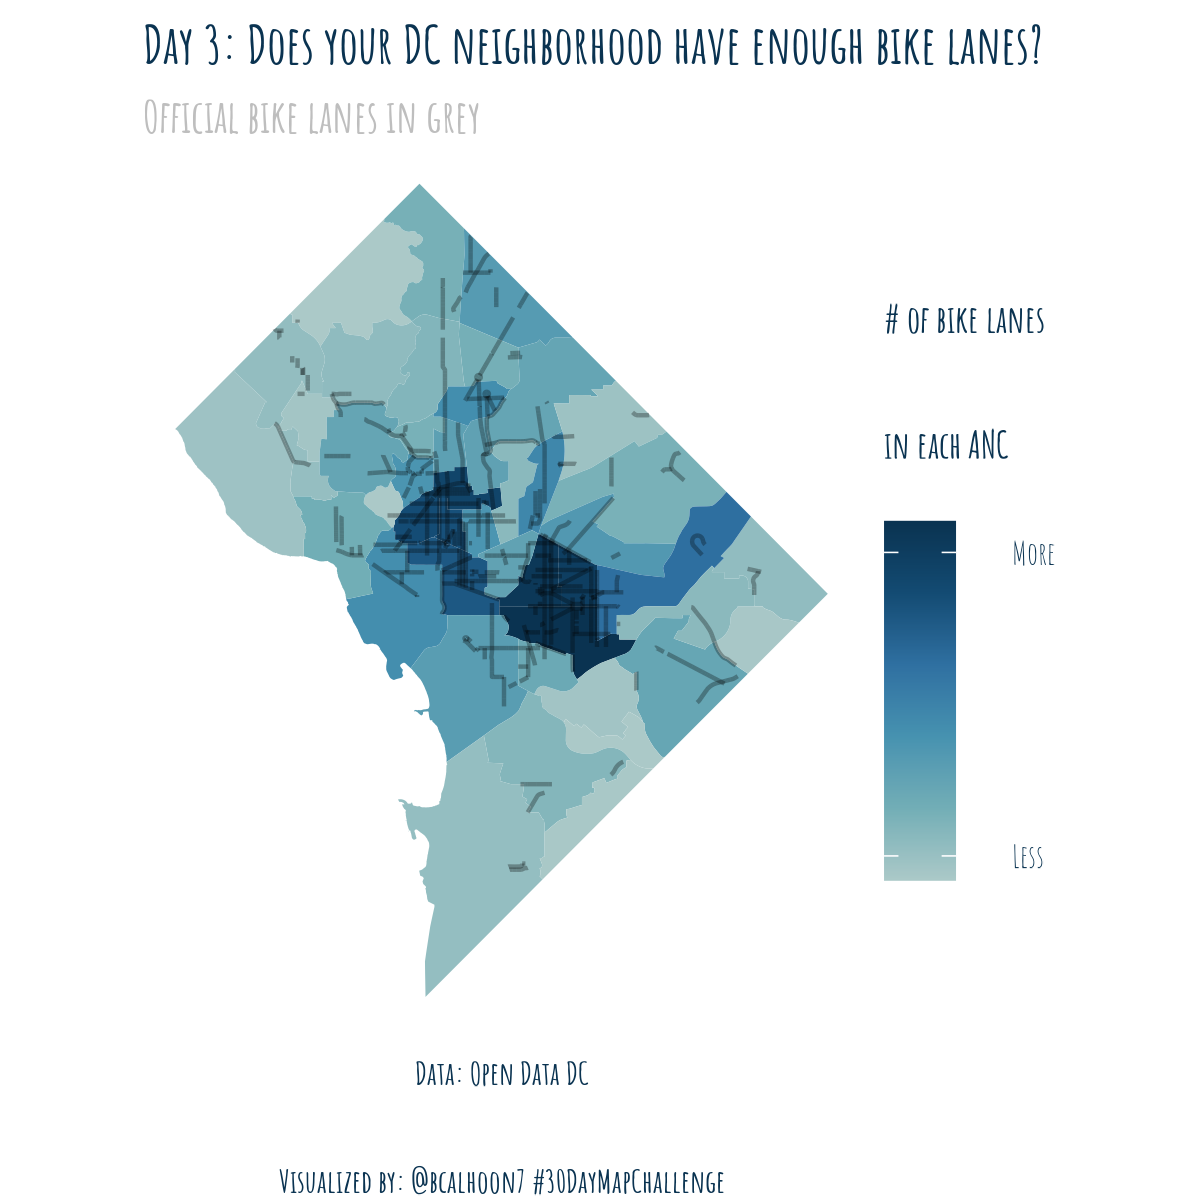 Day 3: Does your DC neighborhood have enough bike lanes?
Official bike lanes in grey
# of bike lanes
in each ANC
More
Less
Data: Open Data DC
Visualized by: @bcalhoon7 #30DayMapChallenge